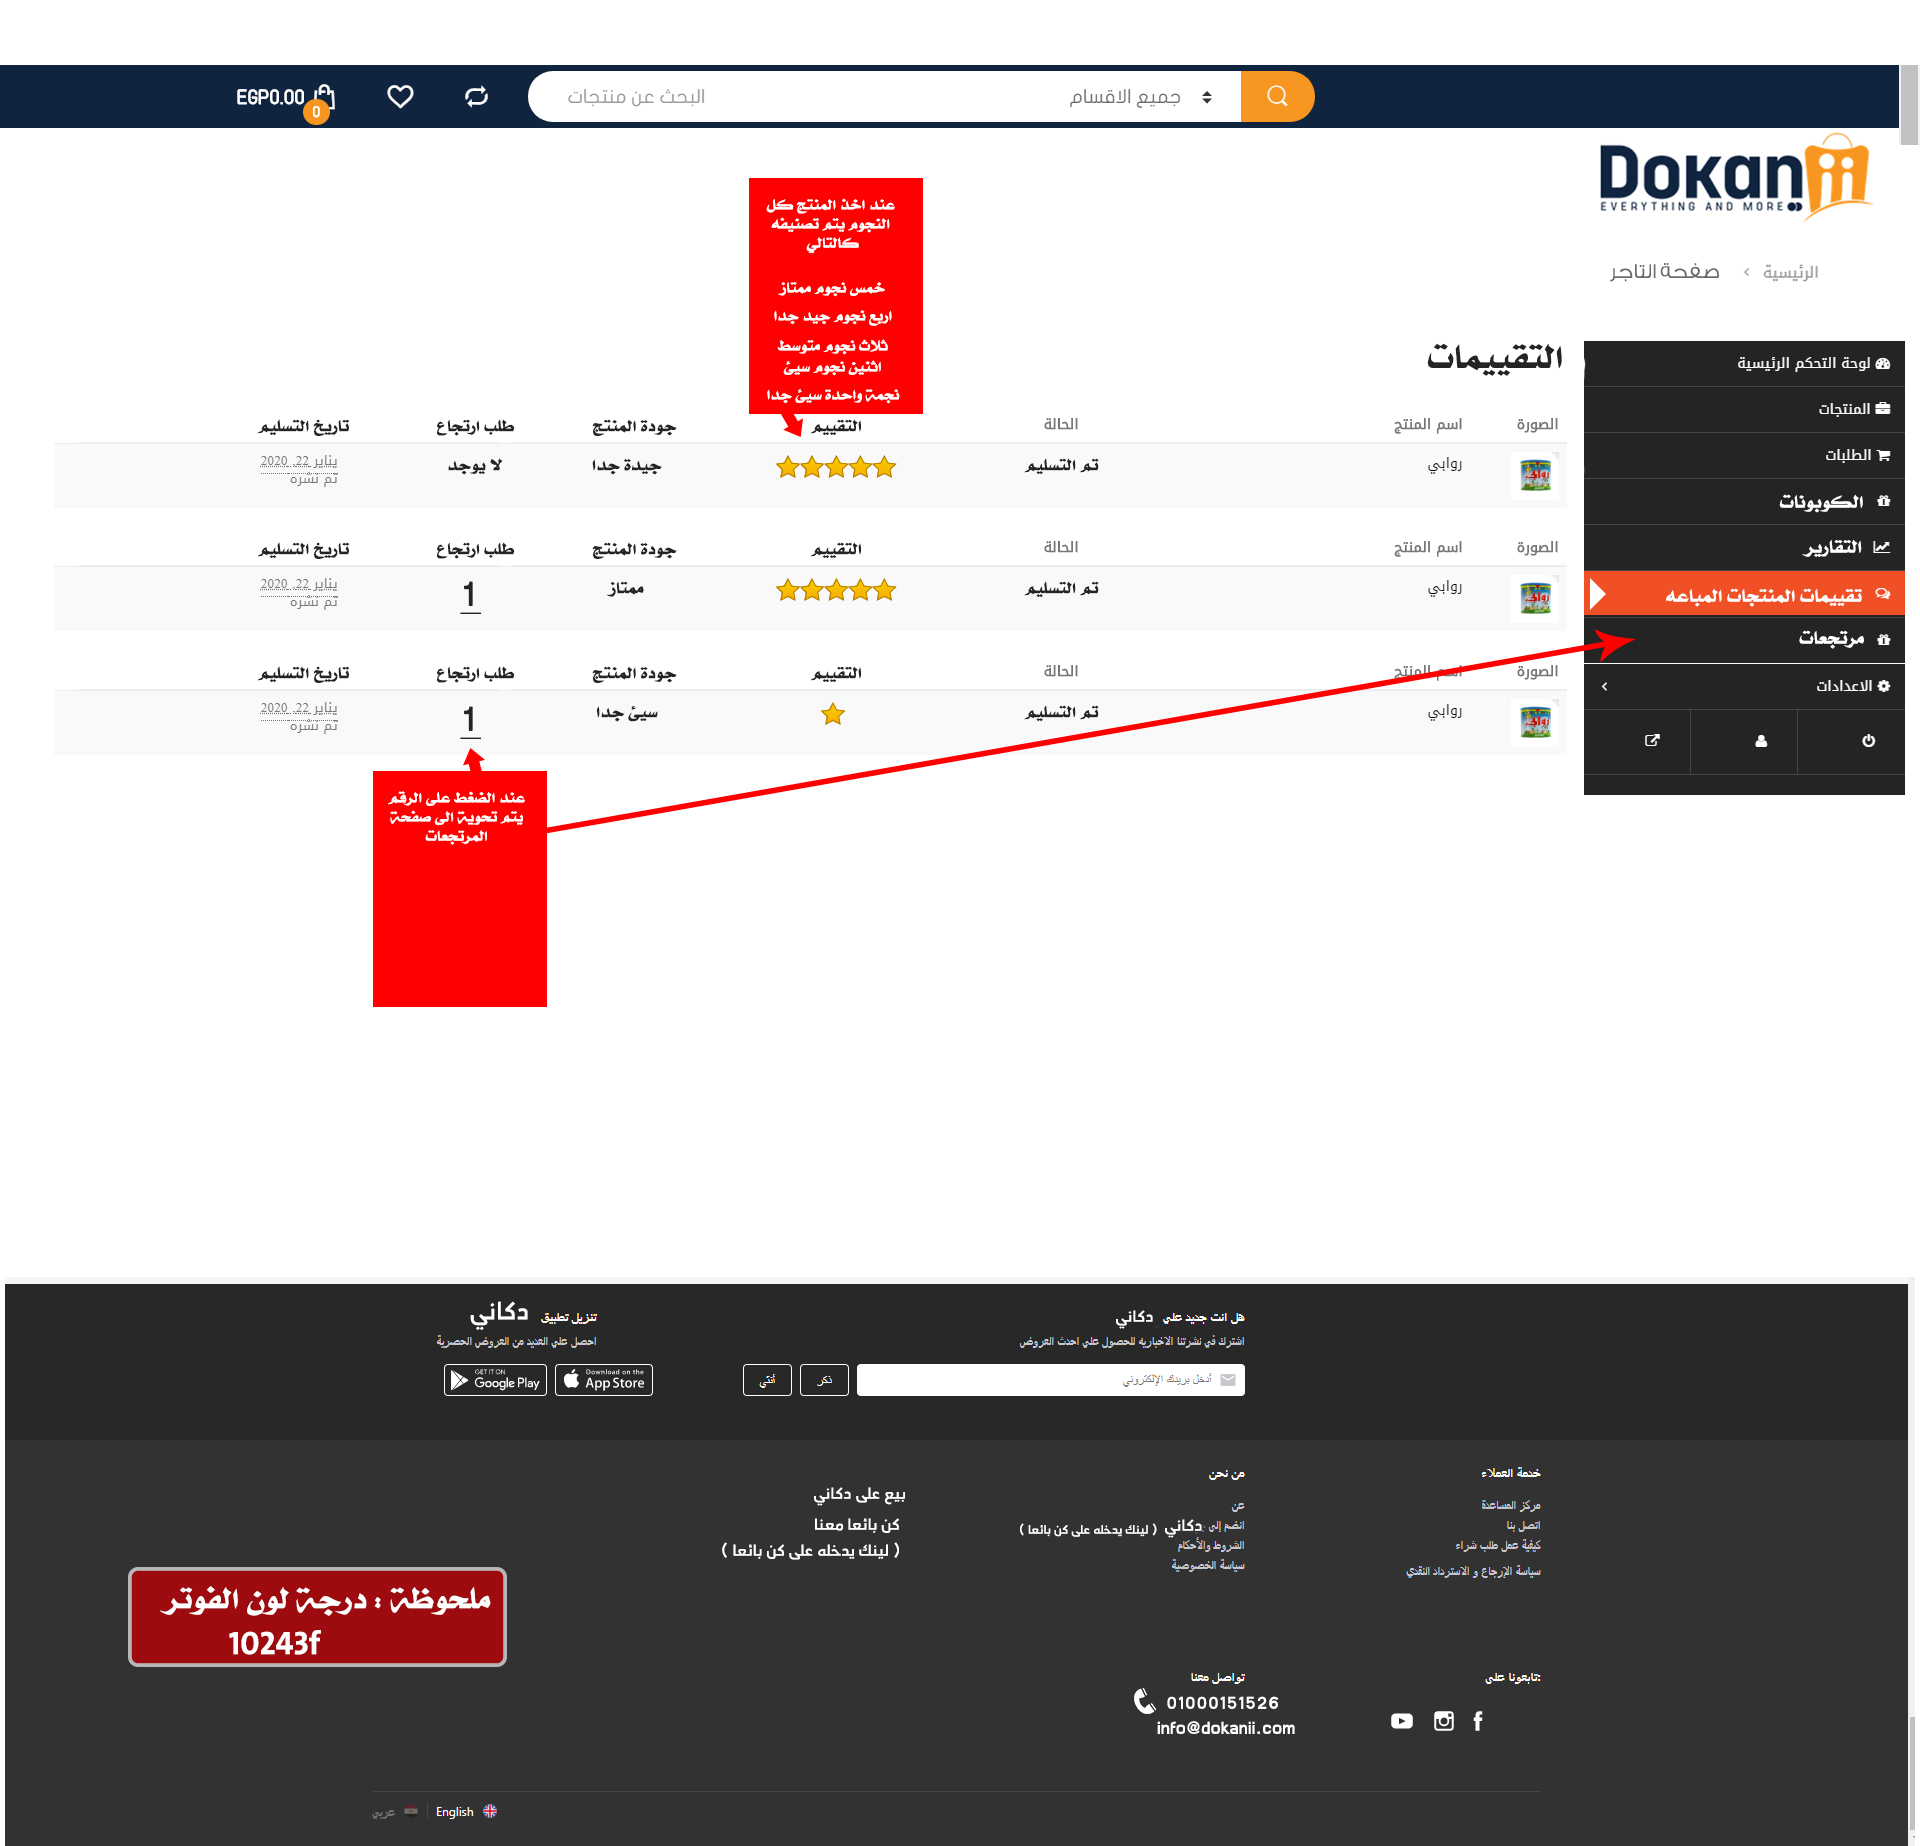 جميع الاقسام
البحث عن منتجات
EGP0.00
0
DOKANii
EVERYTHING AND MORE
الرئيسية > صفحة التاجر
عند اخذ المنتج كل
النجوم يتم تصنيفه
كالتالي
خمس نجوم ممتاز
اربع نجوم جيد جدا
ثلاث نجوم متوسط
اثنين نجوم سيئ
نجمة واحدة سيئ جدا
لوحة التحكم الرئيسية
المنتجات
الطلبات
الكوبونات
التقارير
تقييمات المنتجات المباعه
مرتجعات
الاعدادات
التقييمات
الصورة اسم المنتج الحالة التقييم جودة المنتج طلب ارتجاع تاريخ التسليم
روابي تم التسليم جيدة جدا لا يوجد يناير 22, 2020
تم نشره
الصورة اسم المنتج الحالة التقييم جودة المنتج طلب ارتجاع تاريخ التسليم
روابي تم التسليم ممتاز 1 يناير 22, 2020
تم نشره
الصورة اسم المنتج الحالة التقييم جودة المنتج طلب ارتجاع تاريخ التسليم
روابي تم التسليم سيئ جدا 1 يناير 22, 2020
تم نشره
عند الضغط على الرقم
يتم تحوية الى صفحة
المرتجعات
هل انت جديد علي دكاني
اشترك في نشرتنا الاخباريه للحصول علي احدث العروض
أدخل بريدك الإلكتروني
ذكر
أنثي
تنزيل تطبيق دكاني
احصل علي العديد من العروض الحصرية
Download on the
App Store
GET IT ON
Google Play
خدمة العملاء
مركز المساعدة
اتصل بنا
كيفية عمل طلب شراء
سياسة الإرجاع و الاسترداد النقدي
من نحن
عن
انضم إلى دكاني ( لينك يدخله على كن بائعا )
الشروط والأحكام
سياسة الخصوصية
بيع على دكاني
كن بائعا معنا
( لينك يدخله على كن بائعا )
ملحوظة : درجة لون الفوتر
10243f
تابعونا على:
تواصل معنا
01000151526
info@dokanii.com
English
عربي